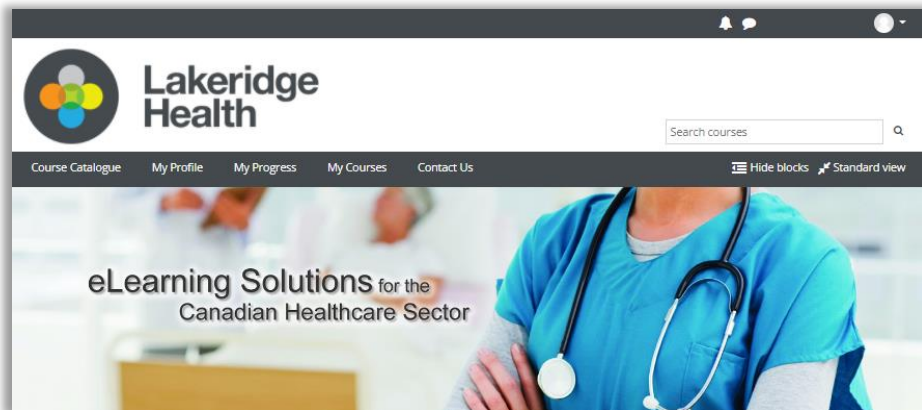 Lakeridge
Health
Search courses
Course Catalogue My Profile My Progress My Courses Contact Us Hide blocks Standard view
eLearning Solutions for the
Canadian Healthcare Sector